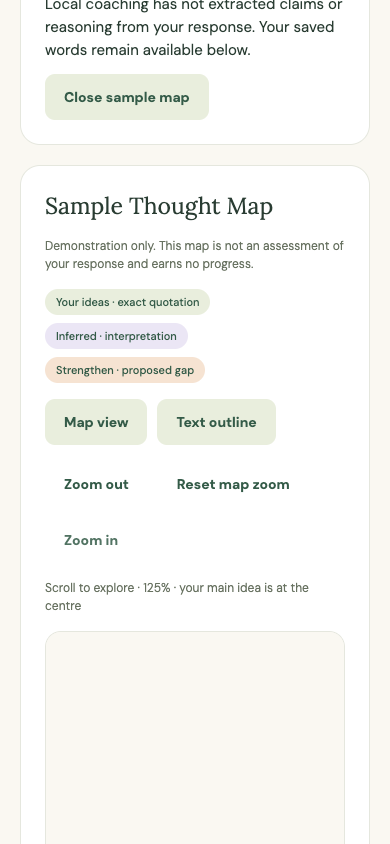 Local coaching has not extracted claims or
reasoning from your response. Your saved
words remain available below.
Close sample map
Sample Thought Map
Demonstration only. This map is not an assessment of
your response and earns no progress.
Your ideas · exact quotation
Inferred · interpretation
Strengthen · proposed gap
Map view
Text outline
Zoom out
Reset map zoom
Zoom in
Scroll to explore · 125% · your main idea is at the
centre